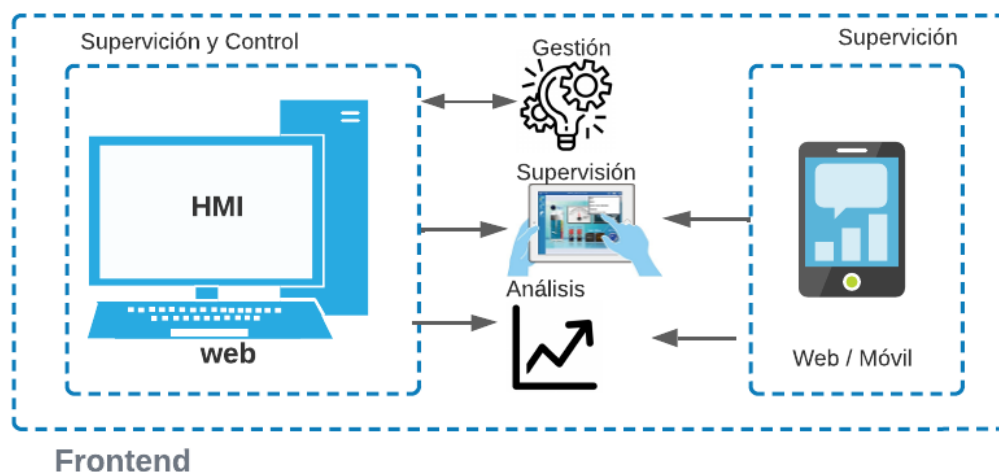 Supervición y Control
Gestión
Supervición
HMI
Supervisión
Análisis
web
Web / Móvil
Frontend